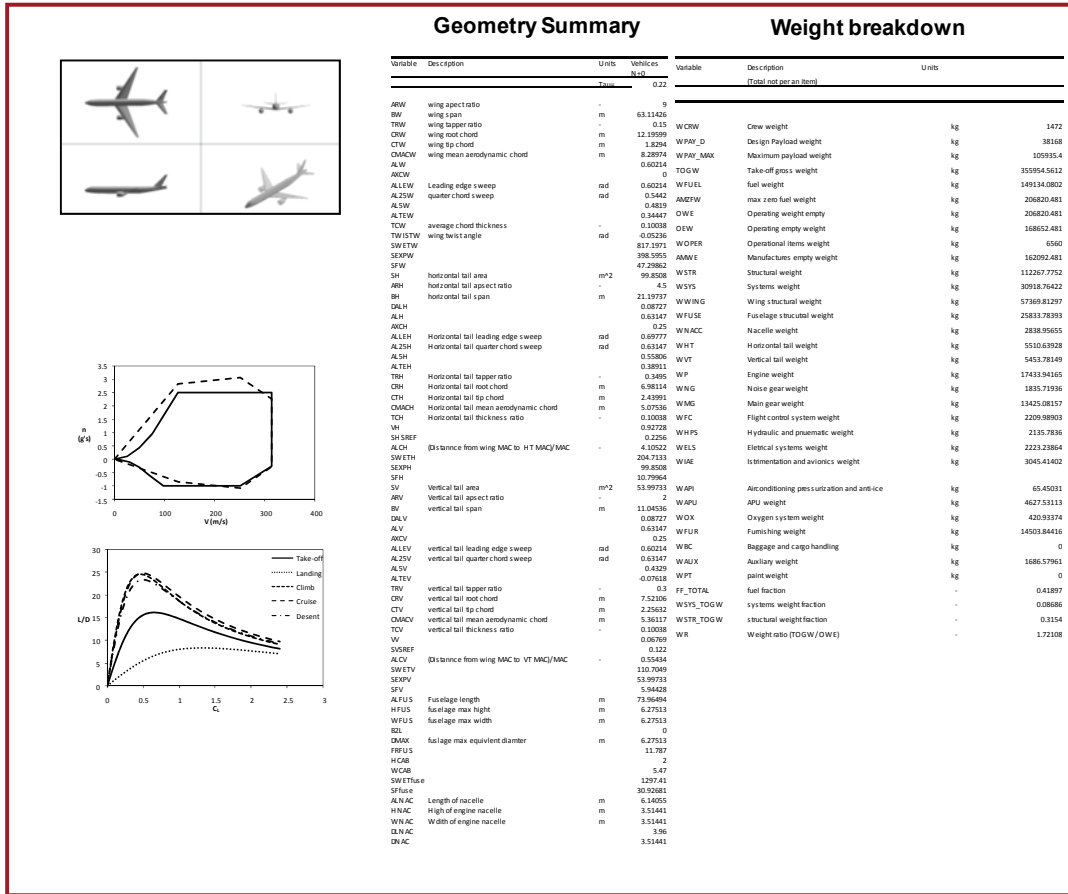 Geometry Summary
Variable Description Units Vehilces
N+0
Tau= 0.22
ARW wing apect ratio - 9
BW wing span m 63.11426
TRW wing tapper ratio - 0.15
CRW wing root chord m 12.19599
CTW wing tip chord m 1.8294
CMACW wing mean aerodynamic chord m 8.28974
ALW 0.60214
AXCW 0
ALLEW Leading edge sweep rad 0.60214
AL25W quarter chord sweep rad 0.5442
AL5W 0.4819
ALTEW 0.34447
TCW average chord thickness - 0.10038
TWISTW wing twist angle rad -0.05236
SWETW 817.1971
SEXPW 398.5955
SFW 47.29862
SH horizontal tail area m^2 99.8508
ARH horizontal tail apsect ratio - 4.5
BH horizontal tail span m 21.19737
DALH 0.08727
ALH 0.63147
AXCH 0.25
ALLEH Horizontal tail leading edge sweep rad 0.69777
AL25H Horizontal tail quarter chord sweep rad 0.63147
AL5H 0.55806
ALTEH 0.38911
TRH Horizontal tail tapper ratio - 0.3495
CRH Horizontal tail root chord m 6.98114
CTH Horizontal tail tip chord m 2.43991
CMACH Horizontal tail mean aerodynamic chord m 5.07536
TCH Horizontal tail thickness ratio - 0.10038
VH 0.92728
SHSREF 0.2256
ALCH (Distannce from wing MAC to HT MAC)/MAC - 4.10522
SWETH 204.7133
SEXPH 99.8508
SFH 10.79964
SV Vertical tail area m^2 53.99733
ARV Vertical tail apsect ratio - 2
BV vertical tail span m 11.04536
DALV 0.08727
ALV 0.63147
AXCV 0.25
ALLEV vertical tail leading edge sweep rad 0.60214
AL25V vertical tail quarter chord sweep rad 0.63147
AL5V 0.4329
ALTEV -0.07618
TRV vertical tail tapper ratio - 0.3
CRV vertical tail root chord m 7.52106
CTV vertical tail tip chord m 2.25632
CMACV vertical tail mean aerodynamic chord m 5.36117
TCV vertical tail thickness ratio - 0.10038
VV 0.06769
SVSREF 0.122
ALCV (Distannce from wing MAC to VT MAC)/MAC - 0.55434
SWETV 110.7049
SEXPV 53.99733
SFV 5.94428
ALFUS Fuselage length m 73.96494
HFUS fuselage max hight m 6.27513
WFUS fuselage max width m 6.27513
B2L 0
DMAX fuslage max equivlent diamter m 6.27513
FRFUS 11.787
HCAB 2
WCAB 5.47
SWETfuse 1297.41
SFfuse 30.92681
ALNAC Length of nacelle m 6.14055
HNAC High of engine nacelle m 3.51441
WNAC Wdith of engine nacelle m 3.51441
DLNAC 3.96
DNAC 3.51441
Weight breakdown
Variable Description Units
(Total not per an item)
WCRW Crew weight kg 1472
WPAY_D Design Payload weight kg 38168
WPAY_MAX Maximum payload weight kg 105935.4
TOGW Take-off gross weight kg 355954.5612
WFUEL fuel weight kg 149134.0802
AMZFW max zero fuel weight kg 206820.481
OWE Operating weight empty kg 206820.481
OEW Operating empty weight kg 168652.481
WOPER Operational items weight kg 6560
AMWE Manufactures empty weight kg 162092.481
WSTR Structural weight kg 112267.7752
WSYS Systems weight kg 30918.76422
WWING Wing structural weight kg 57369.81297
WFUSE Fuselage strucutral weight kg 25833.78393
WNACC Nacelle weight kg 2838.95655
WHT Horizontal tail weight kg 5510.63928
WVT Vertical tail weight kg 5453.78149
WP Engine weight kg 17433.94165
WNG Noise gear weight kg 1835.71936
WMG Main gear weight kg 13425.08157
WFC Flight control system weight kg 2209.98903
WHPS Hydraulic and pnuematic weight kg 2135.7836
WELS Eletrical systems weight kg 2223.23864
WIAE Istrimentation and avionics weight kg 3045.41402
WAPI Airconditioning pressurization and anti-ice kg 65.45031
WAPU APU weight kg 4627.53113
WOX Oxygen system weight kg 420.93374
WFUR Furnishing weight kg 14503.84416
WBC Baggage and cargo handling kg 0
WAUX Auxliary weight kg 1686.57961
WPT paint weight kg 0
FF_TOTAL fuel fraction - 0.41897
WSYS_TOGW systems weight fraction - 0.08686
WSTR_TOGW structural weight fraction - 0.3154
WR Weight ratio (TOGW/OWE) - 1.72108
3.5
3
2.5
2
1.5
1
0.5
0
-0.5
-1
-1.5
n
(g's)
0 100 200 300 400
V (m/s)
30
25
20
15
10
5
0
L/D
Take-off
Landing
Climb
Cruise
Desent
0 0.5 1 1.5 2 2.5 3
CL